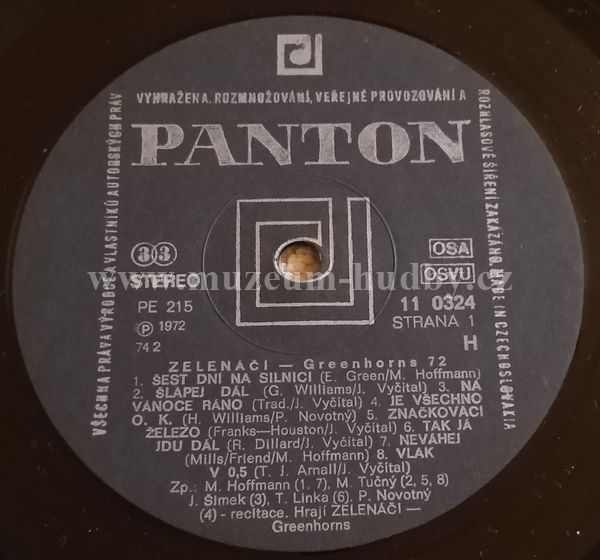 VŠECHNA PRÁVA VÝROBCE A VLASTNÍKŮ AUTORSKÝCH PRÁV
VYHRAŽENA. ROZMNOŽOVÁNÍ, VEŘEJNÉ PROVOZOVÁNÍ A
ROZHLASOVÉ ŠÍŘENÍ ZAKÁZÁNO. MADE IN CZECHOSLOVAKIA
PANTON
33
STEREO
PE 215
Ⓟ 1972
74 2
OSA
OSVU
11 0324
STRANA 1
H
www.muzeum-hudby.cz
ZELENÁČI — Greenhorns 72
1. ŠEST DNÍ NA SILNICI (E. Green/M. Hoffmann)
2. ŠLAPEJ DÁL (G. Williams/J. Vyčítal) 3. NA
VÁNOCE RÁNO (Trad./J. Vyčítal) 4. JE VŠECHNO
O. K. (H. Williams/P. Novotný) 5. ZNAČKOVACÍ
ŽELEZO (Franks—Houston/J. Vyčítal) 6. TAK JÁ
JDU DÁL (R. Dillard/J. Vyčítal) 7. NEVÁHEJ
(Mills/Friend/M. Hoffmann) 8. VLAK
V 0,5 (T. J. Arnall/J. Vyčítal)
Zp.: M. Hoffmann (1, 7), M. Tučný (2, 5, 8)
J. Šimek (3), T. Linka (6). P. Novotný
(4) - recitace. Hrají ZELENÁČI —
Greenhorns